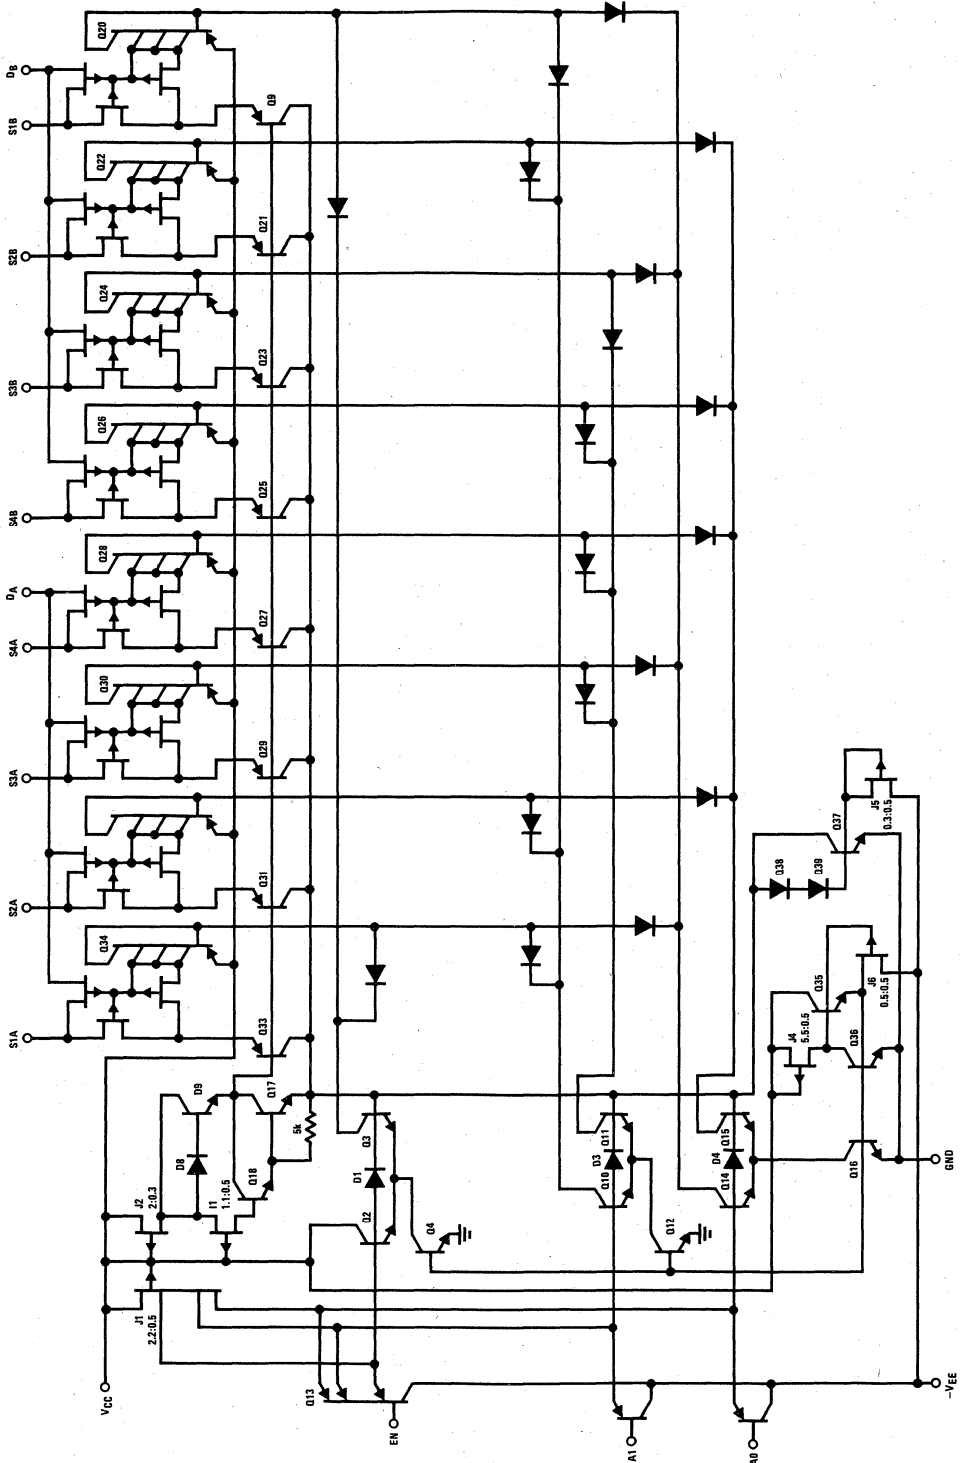 S1A
S2A
S3A
S4A
DA
S4B
S3B
S2B
S1B
DB
Q34
Q30
Q28
Q26
Q24
Q22
Q20
Q33
Q31
Q29
Q27
Q25
Q23
Q21
Q9
VCC
J1
2.2:0.5
J2
2:0.3
D8
D9
I1
1.1:0.5
Q18
Q17
5k
Q13
EN
Q2
D1
Q3
Q4
Q10
D3
Q11
Q12
Q14
D4
Q15
Q16
A1
A0
J4
5.5:0.5
Q35
Q36
J6
0.5:0.5
Q38
Q39
Q37
J5
0.3:0.5
GND
-VEE